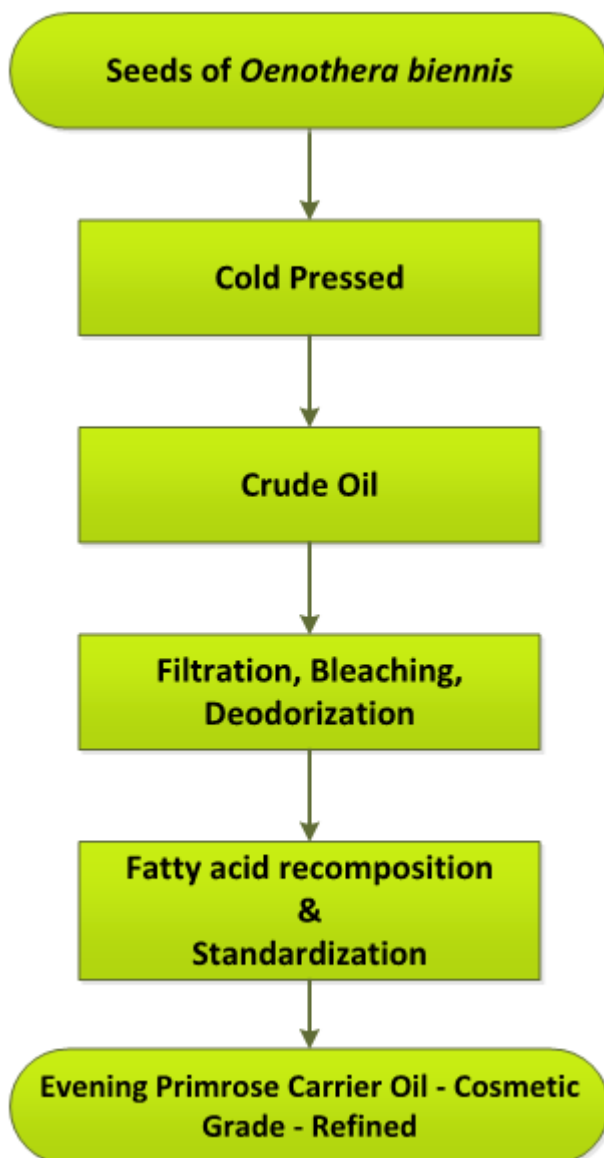 Seeds of Oenothera biennis
Cold Pressed
Crude Oil
Filtration, Bleaching,
Deodorization
Fatty acid recomposition
&
Standardization
Evening Primrose Carrier Oil - Cosmetic
Grade - Refined